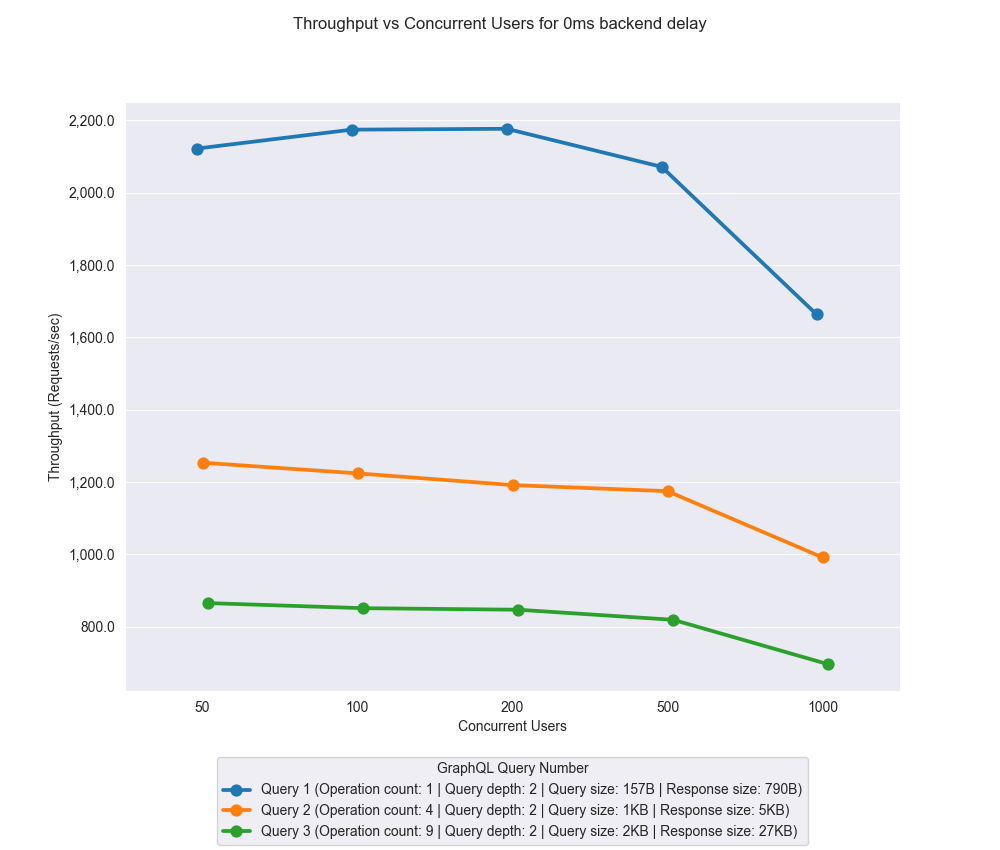 Throughput vs Concurrent Users for 0ms backend delay
2,200.0
2,000.0
1,800.0
1,600.0
1,400.0
1,200.0
1,000.0
800.0
Throughput (Requests/sec)
50 100 200 500 1000
Concurrent Users
GraphQL Query Number
Query 1 (Operation count: 1 | Query depth: 2 | Query size: 157B | Response size: 790B)
Query 2 (Operation count: 4 | Query depth: 2 | Query size: 1KB | Response size: 5KB)
Query 3 (Operation count: 9 | Query depth: 2 | Query size: 2KB | Response size: 27KB)